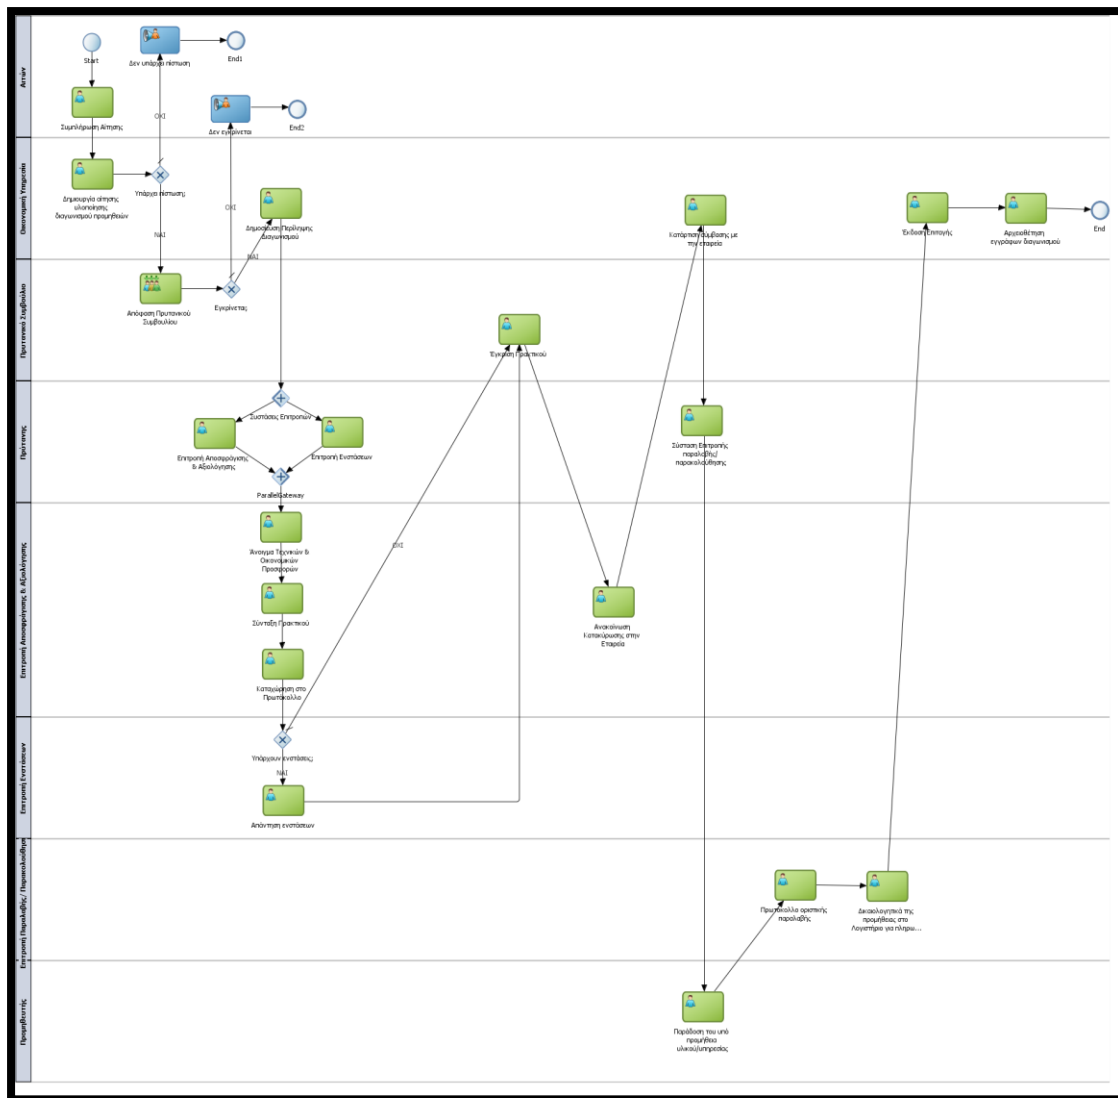 Αιτών
Start
Δεν υπάρχει πίστωση
End1
ΟΧΙ
Συμπλήρωση Αίτησης
Δεν εγκρίνεται
End2
Οικονομική Υπηρεσία
Δημιουργία αίτησης
υλοποίησης
διαγωνισμού προμηθειών
Υπάρχει πίστωση;
ΝΑΙ
ΟΧΙ
Δημοσίευση Περίληψης
Διαγωνισμού
ΝΑΙ
Κατάρτιση σύμβασης με
την εταιρεία
Έκδοση Επιταγής
Αρχειοθέτηση
εγγράφων διαγωνισμού
End
Πρυτανικό Συμβούλιο
Απόφαση Πρυτανικού
Συμβουλίου
Εγκρίνεται;
Έγκριση Πρακτικού
Πρύτανης
Συστάσεις Επιτροπών
Επιτροπή Αποσφράγισης
& Αξιολόγησης
Επιτροπή Ενστάσεων
ParallelGateway
Σύσταση Επιτροπής
παραλαβής/
παρακολούθησης
Επιτροπή Αποσφράγισης & Αξιολόγησης
Άνοιγμα Τεχνικών &
Οικονομικών
Προσφορών
ΟΧΙ
Σύνταξη Πρακτικού
Καταχώρηση στο
Πρωτόκολλο
Ανακοίνωση
Κατακύρωσης στην
Εταιρεία
Επιτροπή Ενστάσεων
Υπάρχουν ενστάσεις;
ΝΑΙ
Απάντηση ενστάσεων
Επιτροπή Παραλαβής/ Παρακολούθηση
Πρωτόκολλο οριστικής
παραλαβής
Δικαιολογητικά της
προμήθειας στο
Λογιστήριο για πληρω...
Προμηθευτής
Παράδοση του υπό
προμήθεια
υλικού/υπηρεσίας